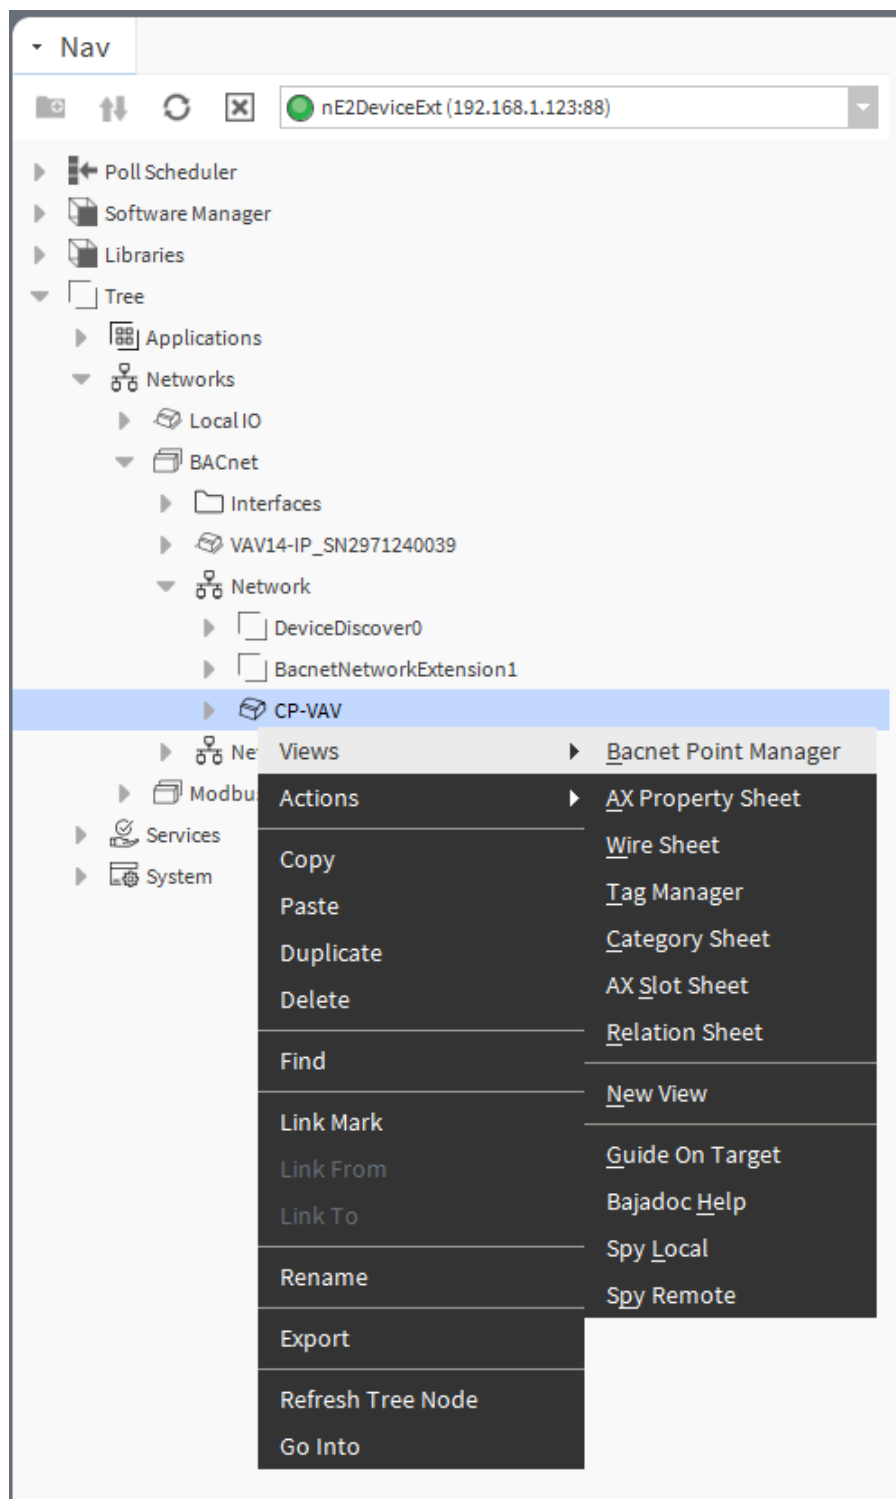 Nav
nE2DeviceExt (192.168.1.123:88)
Poll Scheduler
Software Manager
Libraries
Tree
Applications
Networks
Local IO
BACnet
Interfaces
VAV14-IP_SN2971240039
Network
DeviceDiscover0
BacnetNetworkExtension1
CP-VAV
Ne
Modbu
Services
System
Views
Actions
Copy
Paste
Duplicate
Delete
Find
Link Mark
Link From
Link To
Rename
Export
Refresh Tree Node
Go Into
Bacnet Point Manager
AX Property Sheet
Wire Sheet
Tag Manager
Category Sheet
AX Slot Sheet
Relation Sheet
New View
Guide On Target
Bajadoc Help
Spy Local
Spy Remote